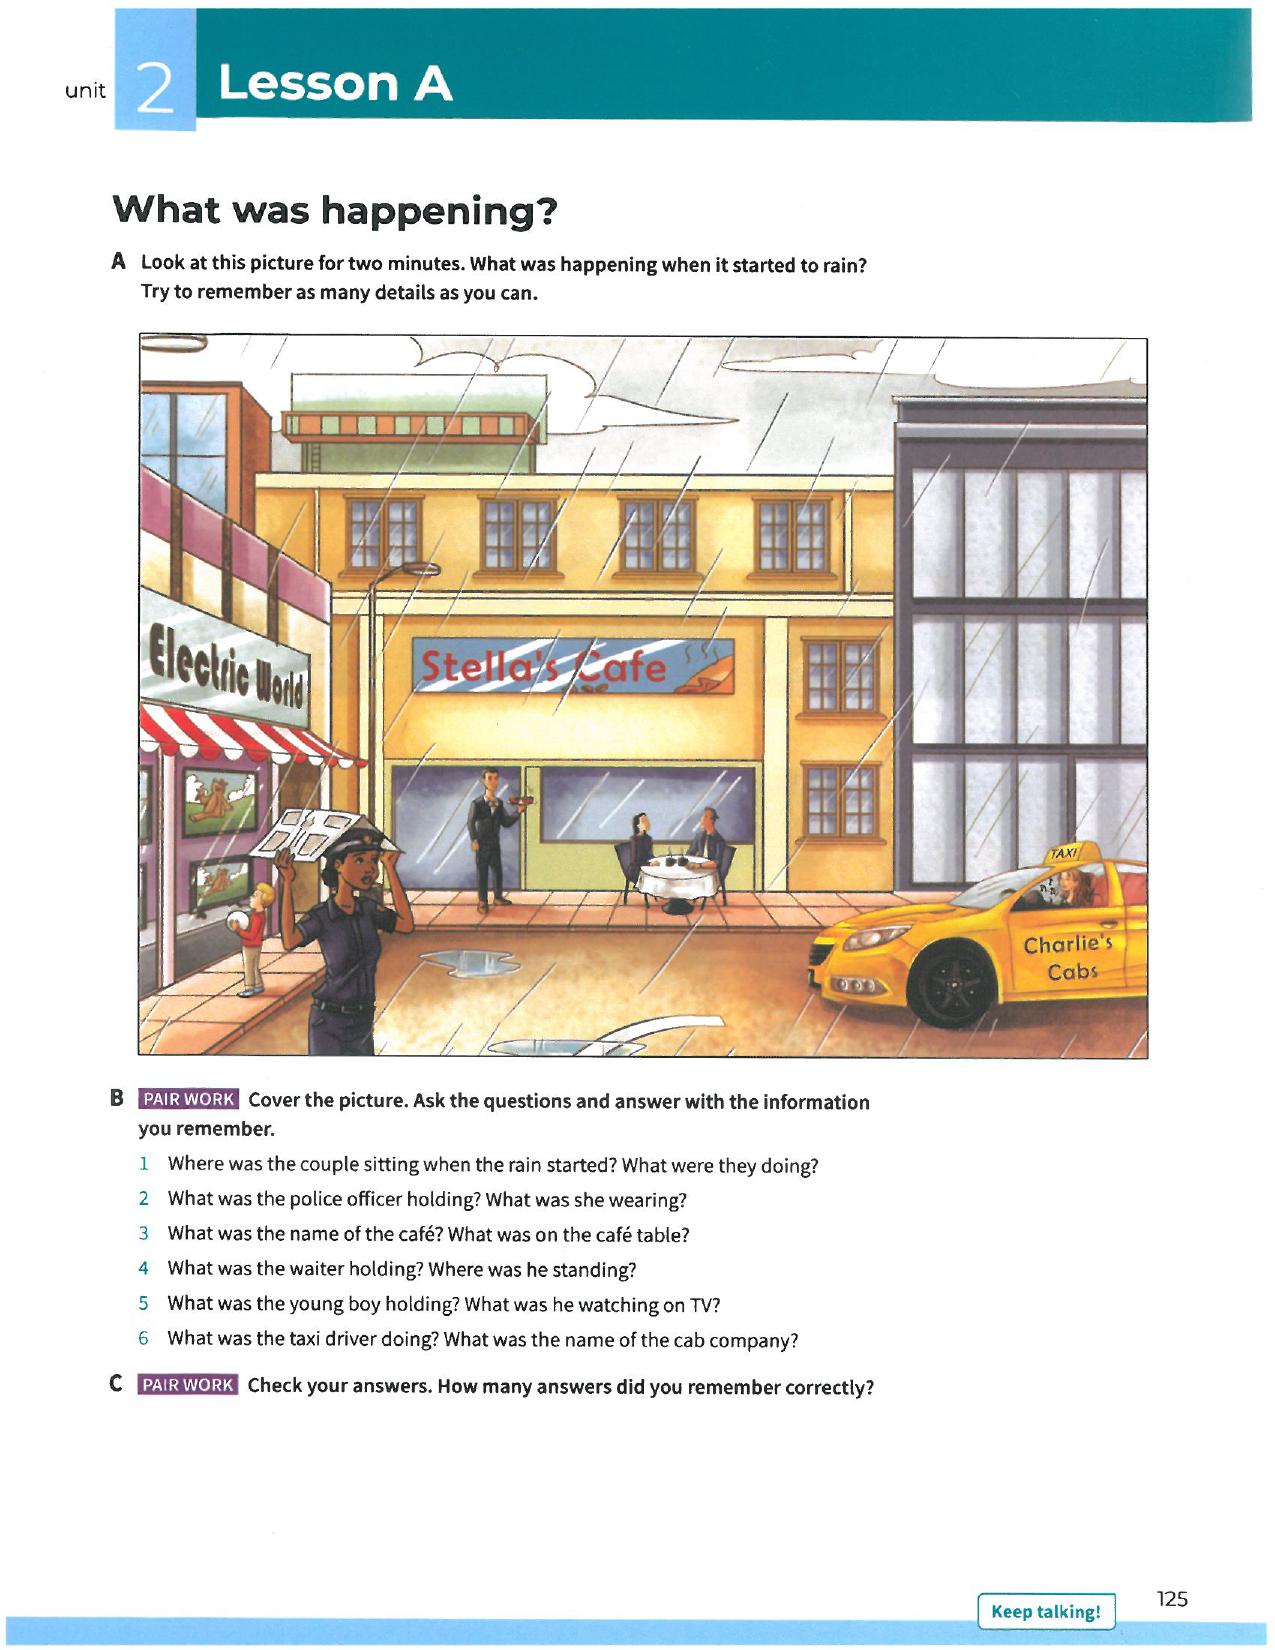 unit 2 Lesson A
What was happening?
A Look at this picture for two minutes. What was happening when it started to rain?
Try to remember as many details as you can.
Electric World
Stella's Cafe
TAXI
Charlie's
Cabs
B PAIR WORK Cover the picture. Ask the questions and answer with the information
you remember.
1 Where was the couple sitting when the rain started? What were they doing?
2 What was the police officer holding? What was she wearing?
3 What was the name of the café? What was on the café table?
4 What was the waiter holding? Where was he standing?
5 What was the young boy holding? What was he watching on TV?
6 What was the taxi driver doing? What was the name of the cab company?
C PAIR WORK Check your answers. How many answers did you remember correctly?
Keep talking!
125